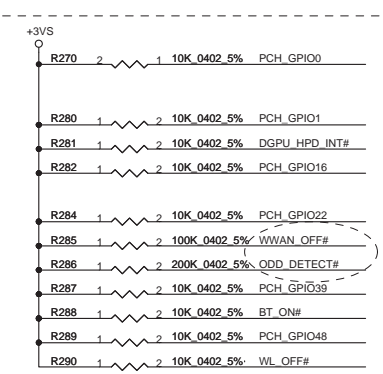 +3VS
R270 2 1 10K_0402_5% PCH_GPIO0
R280 1 2 10K_0402_5% PCH_GPIO1
R281 1 2 10K_0402_5% DGPU_HPD_INT#
R282 1 2 10K_0402_5% PCH_GPIO16
R284 1 2 10K_0402_5% PCH_GPIO22
R285 1 2 100K_0402_5% WWAN_OFF#
R286 1 2 200K_0402_5% ODD_DETECT#
R287 1 2 10K_0402_5% PCH_GPIO39
R288 1 2 10K_0402_5% BT_ON#
R289 1 2 10K_0402_5% PCH_GPIO48
R290 1 2 10K_0402_5% WL_OFF#